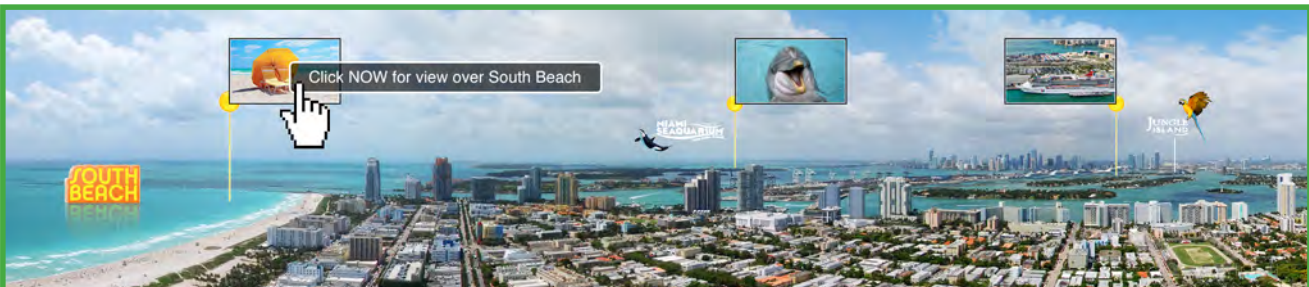 Click NOW for view over South Beach
MIAMI
SEAQUARIUM
JUNGLE
ISLAND
SOUTH
BEACH